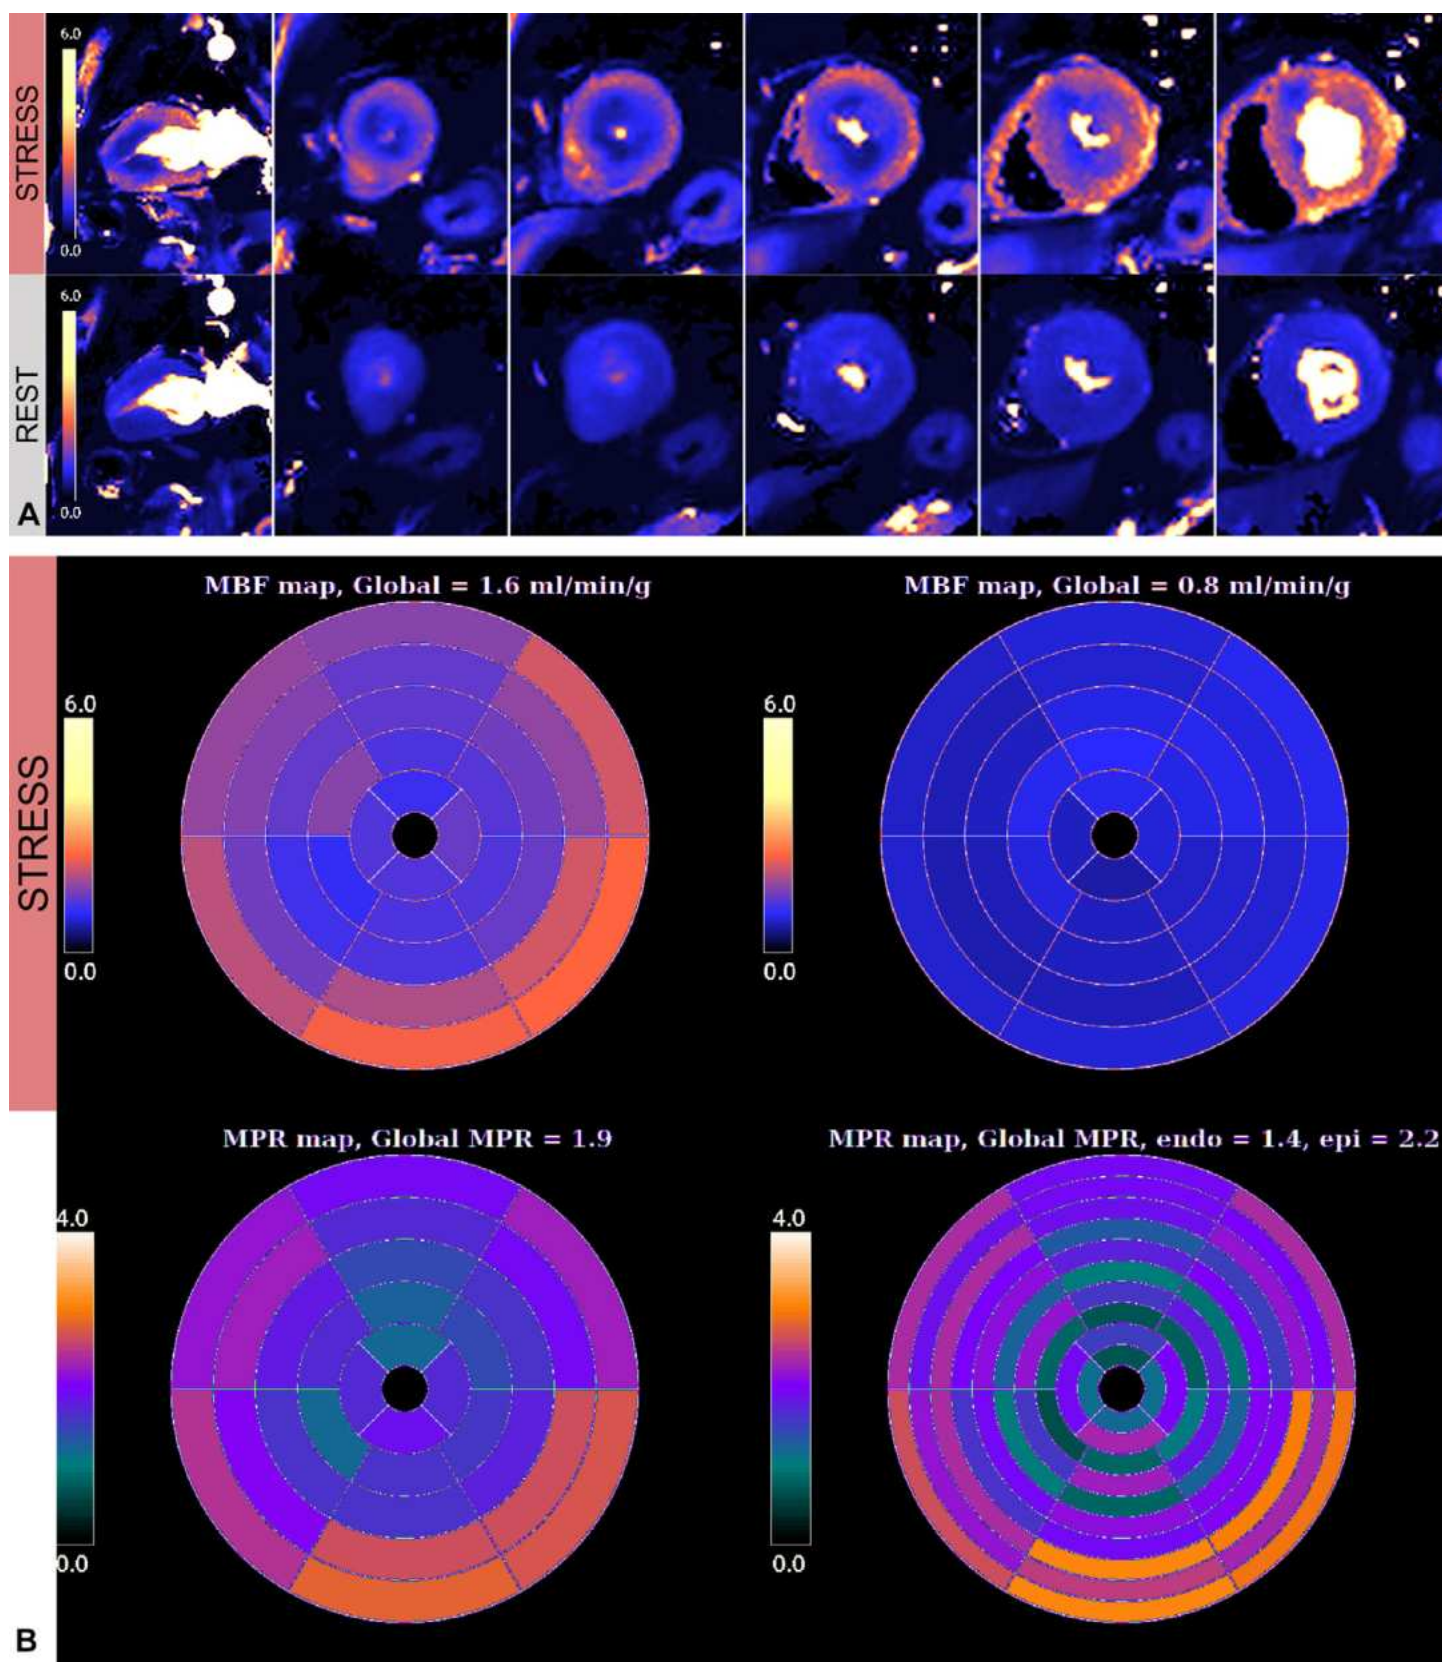 STRESS
6.0
0.0
REST
6.0
0.0
A
STRESS
MBF map, Global = 1.6 ml/min/g
6.0
0.0
MBF map, Global = 0.8 ml/min/g
6.0
0.0
MPR map, Global MPR = 1.9
4.0
0.0
MPR map, Global MPR, endo = 1.4, epi = 2.2
4.0
0.0
B